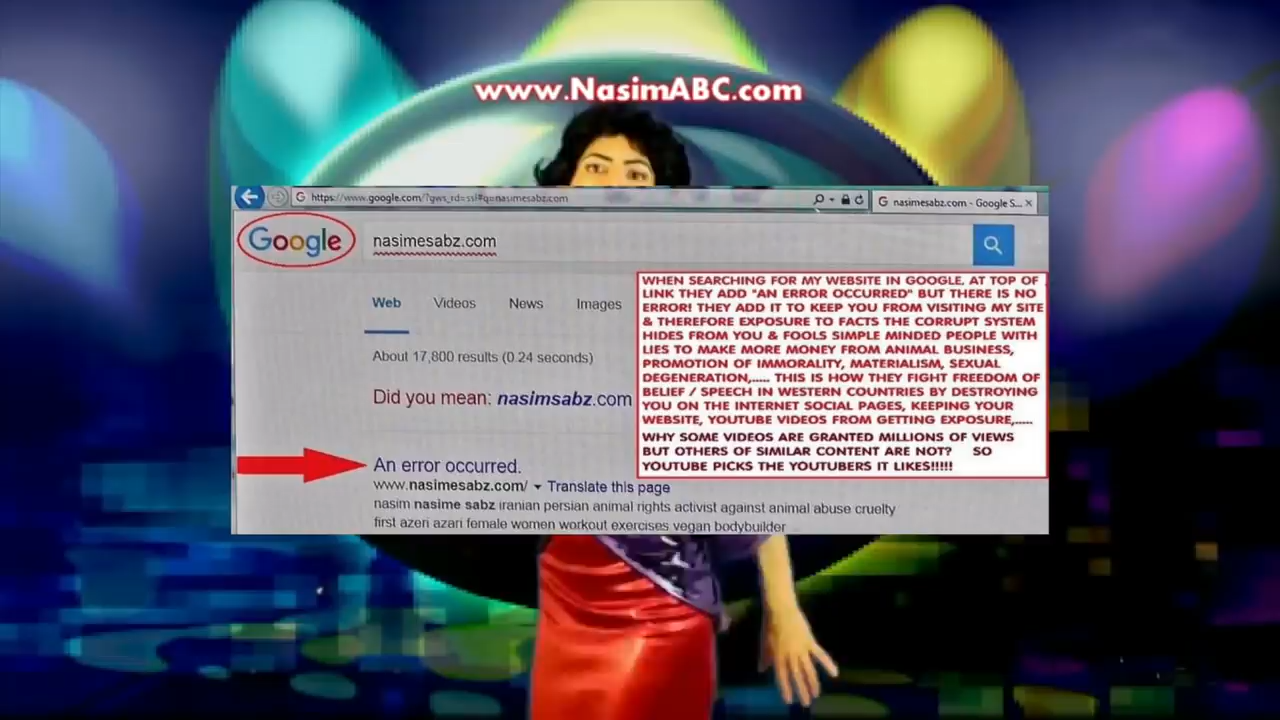 www.NasimABC.com
https://www.google.com/?gws_rd=ssl#q=nasimesabz.com
nasimesabz.com - Google S...
Google
nasimesabz.com
WHEN SEARCHING FOR MY WEBSITE IN GOOGLE, AT TOP OF
LINK THEY ADD "AN ERROR OCCURRED" BUT THERE IS NO
ERROR! THEY ADD IT TO KEEP YOU FROM VISITING MY SITE
& THEREFORE EXPOSURE TO FACTS THE CORRUPT SYSTEM
HIDES FROM YOU & FOOLS SIMPLE MINDED PEOPLE WITH
LIES TO MAKE MORE MONEY FROM ANIMAL BUSINESS,
PROMOTION OF IMMORALITY, MATERIALISM, SEXUAL
DEGENERATION,..... THIS IS HOW THEY FIGHT FREEDOM OF
BELIEF / SPEECH IN WESTERN COUNTRIES BY DESTROYING
YOU ON THE INTERNET SOCIAL PAGES, KEEPING YOUR
WEBSITE, YOUTUBE VIDEOS FROM GETTING EXPOSURE,.....
WHY SOME VIDEOS ARE GRANTED MILLIONS OF VIEWS
BUT OTHERS OF SIMILAR CONTENT ARE NOT? SO
YOUTUBE PICKS THE YOUTUBERS IT LIKES!!!!!
Web Videos News Images
About 17,800 results (0.24 seconds)
Did you mean: nasimsabz.com
An error occurred.
www.nasimesabz.com/ Translate this page
nasim nasime sabz iranian persian animal rights activist against animal abuse cruelty
first azeri azari female women workout exercises vegan bodybuilder